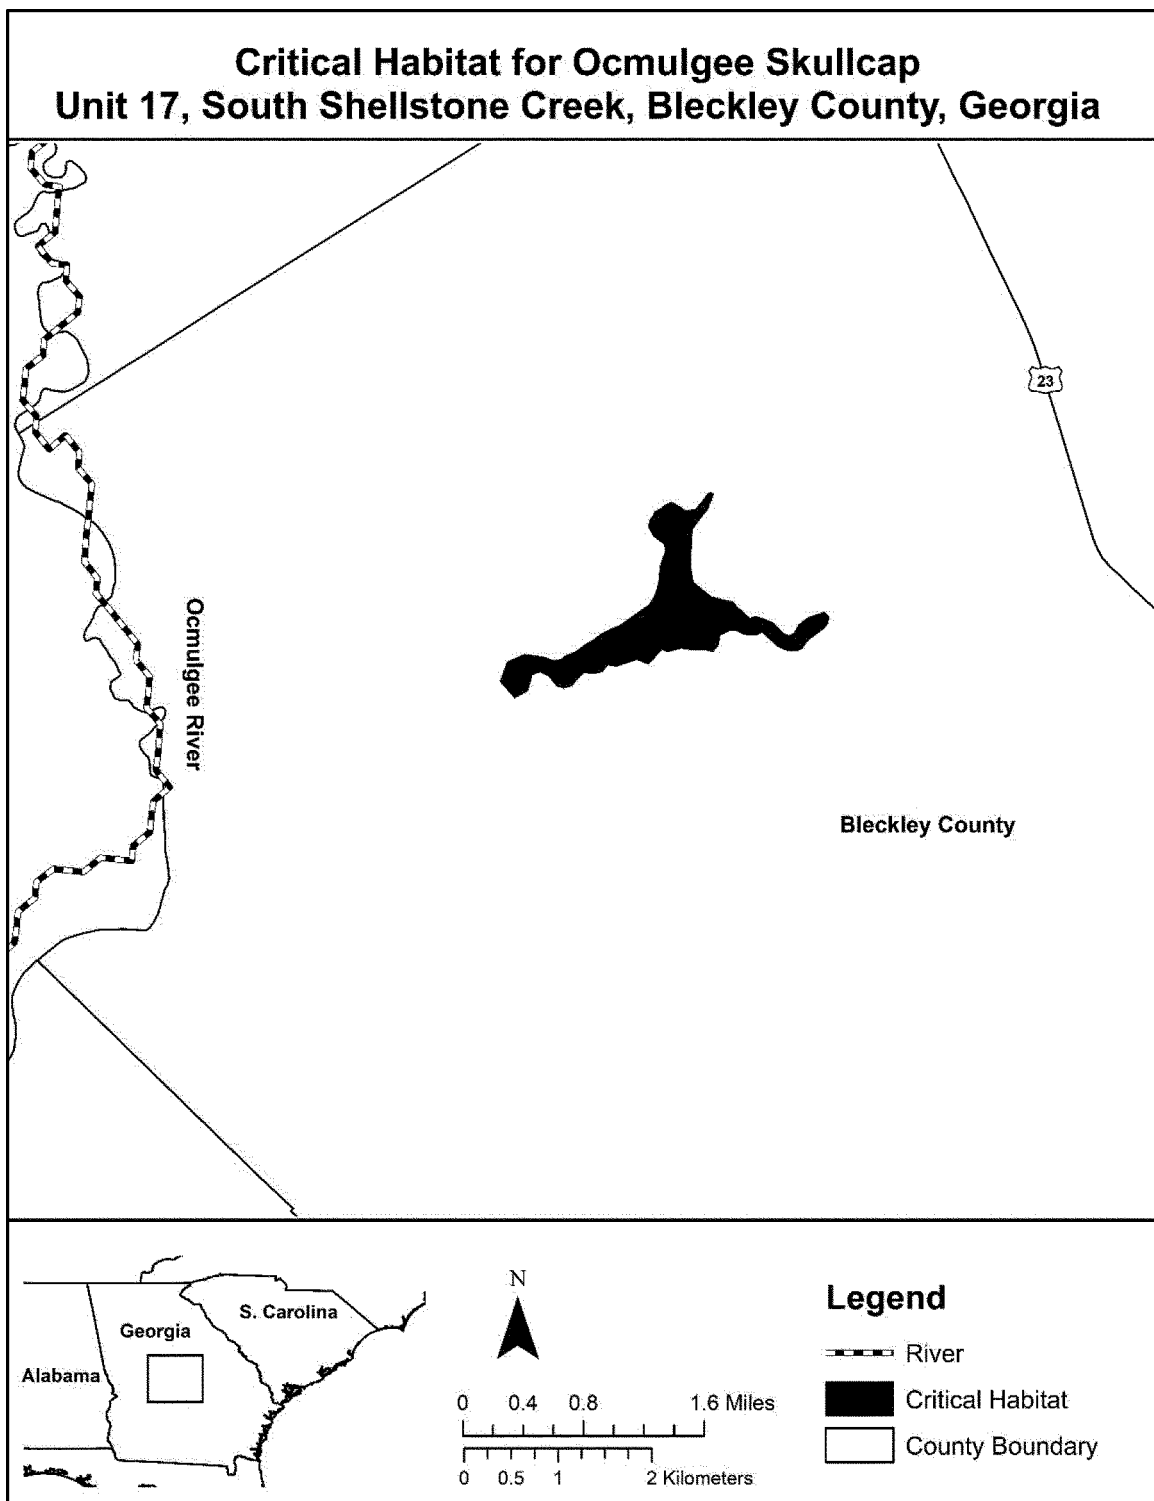 Critical Habitat for Ocmulgee Skullcap
Unit 17, South Shellstone Creek, Bleckley County, Georgia
23
Ocmulgee River
Bleckley County
S. Carolina
Georgia
Alabama
N
0 0.4 0.8 1.6 Miles
0 0.5 1 2 Kilometers
Legend
River
Critical Habitat
County Boundary